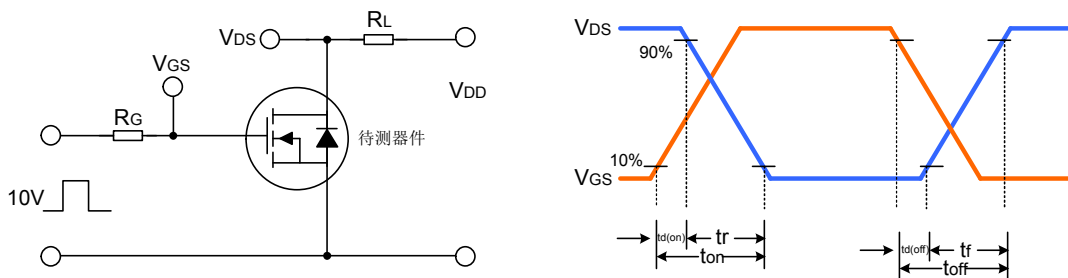 VDS
RL
VGS
VDD
RG
待测器件
10V
VDS
90%
10%
VGS
td(on)
tr
ton
td(off)
tf
toff